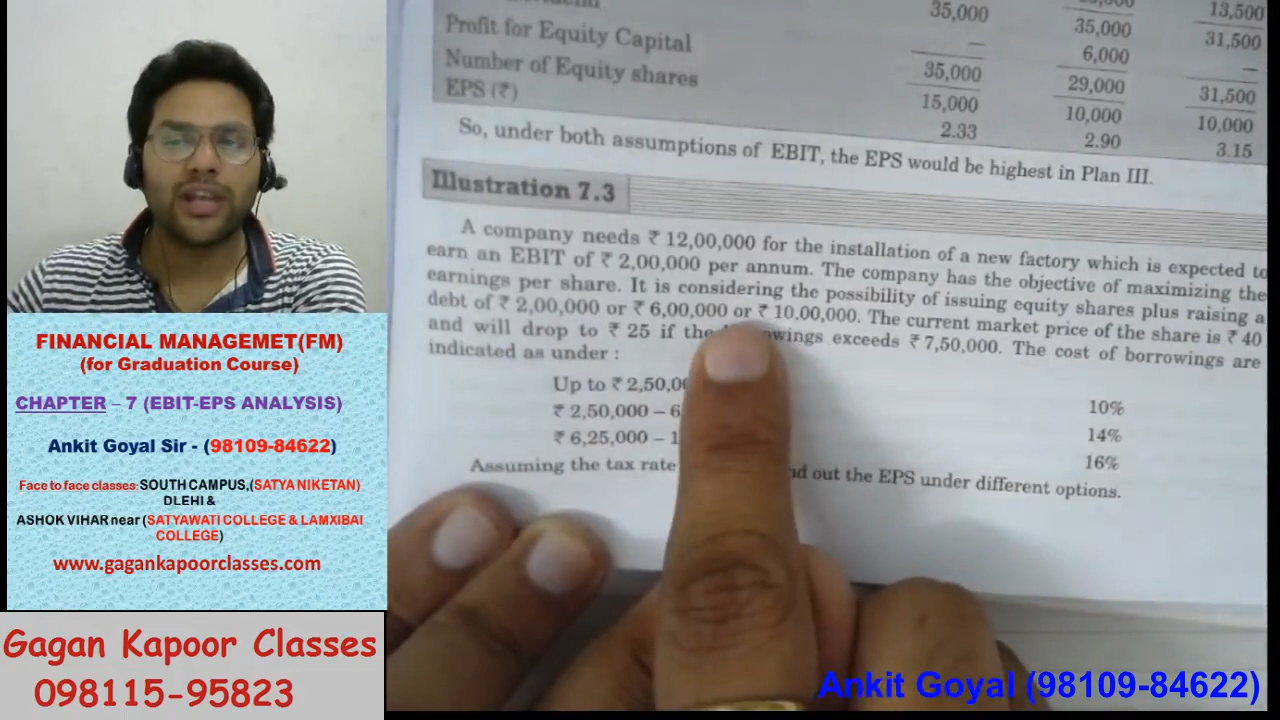 FINANCIAL MANAGEMET(FM)
(for Graduation Course)
CHAPTER – 7 (EBIT-EPS ANALYSIS)
Ankit Goyal Sir - (98109-84622)
Face to face classes: SOUTH CAMPUS,(SATYA NIKETAN)
DLEHI &
ASHOK VIHAR near (SATYAWATI COLLEGE & LAMXIBAI
COLLEGE)
www.gagankapoorclasses.com
Gagan Kapoor Classes
098115-95823
35,000 13,500
Profit for Equity Capital 35,000 31,500
Number of Equity shares — 6,000 —
EPS (₹) 35,000 29,000 31,500
15,000 10,000 10,000
2.33 2.90 3.15
So, under both assumptions of EBIT, the EPS would be highest in Plan III.
Illustration 7.3
A company needs ₹ 12,00,000 for the installation of a new factory which is expected to
earn an EBIT of ₹ 2,00,000 per annum. The company has the objective of maximizing the
earnings per share. It is considering the possibility of issuing equity shares plus raising a
debt of ₹ 2,00,000 or ₹ 6,00,000 or ₹ 10,00,000. The current market price of the share is ₹ 40
and will drop to ₹ 25 if the exceeds ₹ 7,50,000. The cost of borrowings are
indicated as under :
Up to ₹ 2,50,00 10%
₹ 2,50,000 – 6 14%
₹ 6,25,000 – 1 16%
Assuming the tax rate out the EPS under different options.
Ankit Goyal (98109-84622)